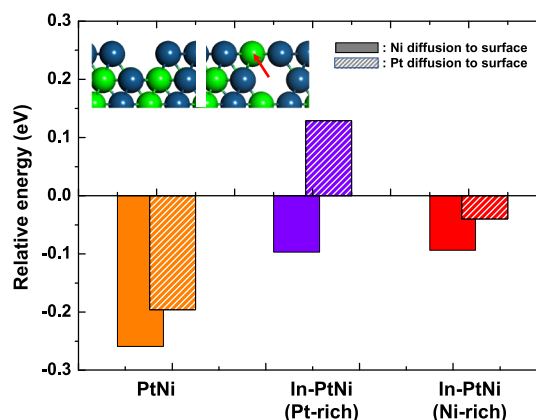 0.3
0.2
0.1
0.0
-0.1
-0.2
-0.3
Relative energy (eV)
: Ni diffusion to surface
: Pt diffusion to surface
PtNi
In-PtNi
(Pt-rich)
In-PtNi
(Ni-rich)